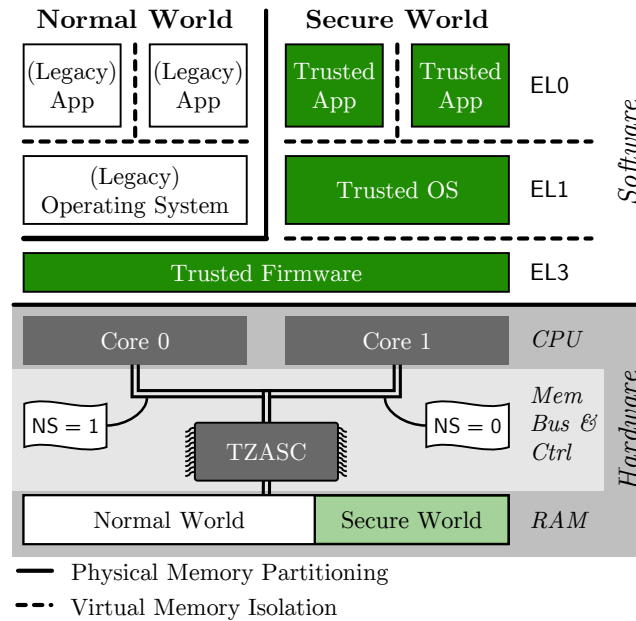 Normal World
Secure World
(Legacy)
App
(Legacy)
App
Trusted
App
Trusted
App
EL0
(Legacy)
Operating System
Trusted OS
EL1
Software
Trusted Firmware
EL3
Core 0
Core 1
CPU
NS = 1
NS = 0
Mem
Bus &
Ctrl
Hardware
TZASC
Normal World
Secure World
RAM
Physical Memory Partitioning
Virtual Memory Isolation